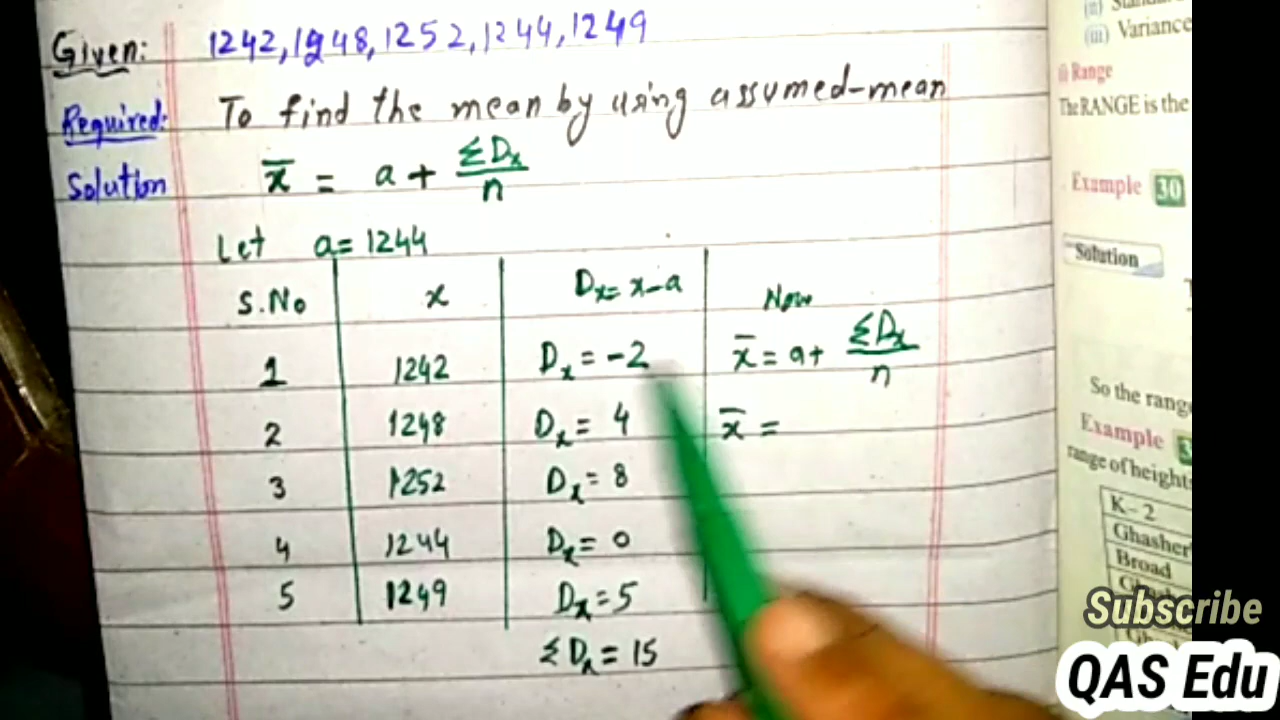 Given: 1242, 1248, 1252, 1244, 1249
Required: To find the mean by using assumed-mean
Solution x̄ = a + ΣDx/n
Let a = 1244
S.No x Dx = x - a Now
1 1242 Dx = -2 x̄ = a + ΣDx/n
2 1248 Dx = 4 x̄ =
3 1252 Dx = 8
4 1244 Dx = 0
5 1249 Dx = 5
ΣDx = 15
(iii) Variance
(i) Range
The RANGE is the
Example 30
Solution
So the rang
Example
range of heights
K-2
Ghasher
Broad
Subscribe
QAS Edu